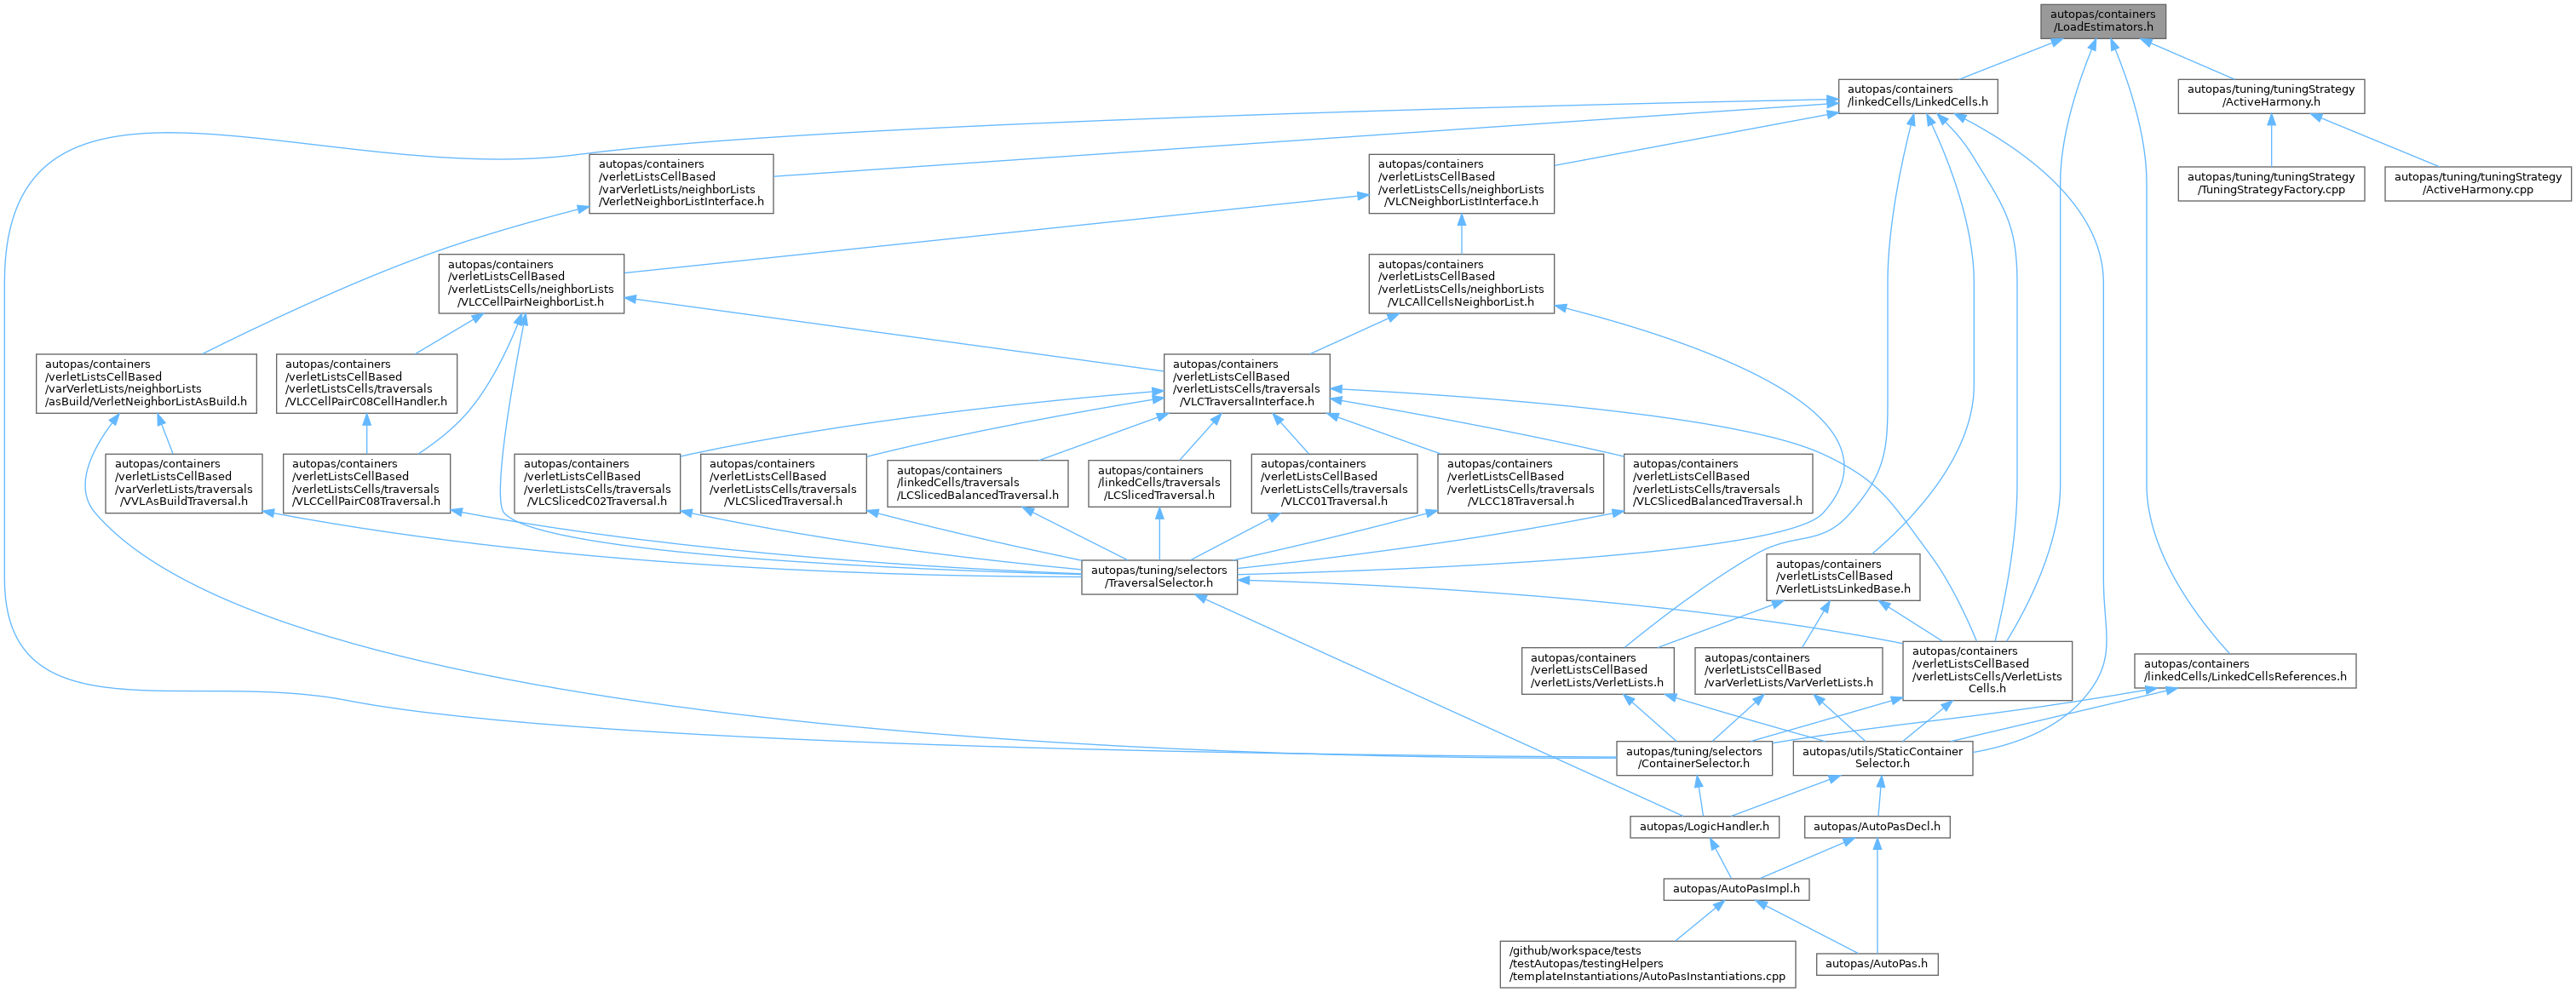 autopas/containers
/LoadEstimators.h
autopas/containers
/linkedCells/LinkedCells.h
autopas/tuning/tuningStrategy
/ActiveHarmony.h
autopas/containers
/verletListsCellBased
/varVerletLists/neighborLists
/VerletNeighborListInterface.h
autopas/containers
/verletListsCellBased
/verletListsCells/neighborLists
/VLCNeighborListInterface.h
autopas/tuning/tuningStrategy
/TuningStrategyFactory.cpp
autopas/tuning/tuningStrategy
/ActiveHarmony.cpp
autopas/containers
/verletListsCellBased
/verletListsCells/neighborLists
/VLCCellPairNeighborList.h
autopas/containers
/verletListsCellBased
/verletListsCells/neighborLists
/VLCAllCellsNeighborList.h
autopas/containers
/verletListsCellBased
/varVerletLists/neighborLists
/asBuild/VerletNeighborListAsBuild.h
autopas/containers
/verletListsCellBased
/verletListsCells/traversals
/VLCCellPairC08CellHandler.h
autopas/containers
/verletListsCellBased
/verletListsCells/traversals
/VLCTraversalInterface.h
autopas/containers
/verletListsCellBased
/varVerletLists/traversals
/VVLAsBuildTraversal.h
autopas/containers
/verletListsCellBased
/verletListsCells/traversals
/VLCCellPairC08Traversal.h
autopas/containers
/verletListsCellBased
/verletListsCells/traversals
/VLCSlicedC02Traversal.h
autopas/containers
/verletListsCellBased
/verletListsCells/traversals
/VLCSlicedTraversal.h
autopas/containers
/linkedCells/traversals
/LCSlicedBalancedTraversal.h
autopas/containers
/linkedCells/traversals
/LCSlicedTraversal.h
autopas/containers
/verletListsCellBased
/verletListsCells/traversals
/VLCC01Traversal.h
autopas/containers
/verletListsCellBased
/verletListsCells/traversals
/VLCC18Traversal.h
autopas/containers
/verletListsCellBased
/verletListsCells/traversals
/VLCSlicedBalancedTraversal.h
autopas/tuning/selectors
/TraversalSelector.h
autopas/containers
/verletListsCellBased
/VerletListsLinkedBase.h
autopas/containers
/verletListsCellBased
/verletLists/VerletLists.h
autopas/containers
/verletListsCellBased
/varVerletLists/VarVerletLists.h
autopas/containers
/verletListsCellBased
/verletListsCells/VerletLists
Cells.h
autopas/containers
/linkedCells/LinkedCellsReferences.h
autopas/tuning/selectors
/ContainerSelector.h
autopas/utils/StaticContainer
Selector.h
autopas/LogicHandler.h
autopas/AutoPasDecl.h
autopas/AutoPasImpl.h
/github/workspace/tests
/testAutopas/testingHelpers
/templateInstantiations/AutoPasInstantiations.cpp
autopas/AutoPas.h